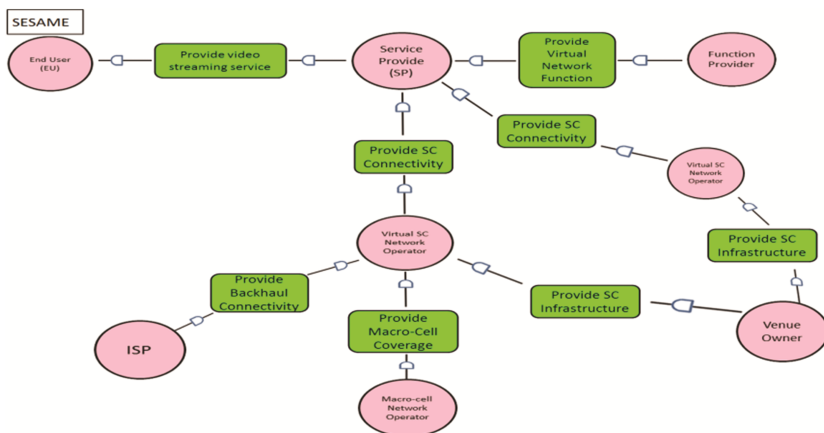 SESAME
End User
(EU)
Provide video
streaming service
Service
Provide
(SP)
Provide
Virtual
Network
Function
Function
Provider
Provide SC
Connectivity
Provide SC
Connectivity
Virtual SC
Network
Operator
Virtual SC
Network
Operator
Provide SC
Infrastructure
Provide
Backhaul
Connectivity
Provide SC
Infrastructure
Provide
Macro-Cell
Coverage
Venue
Owner
ISP
Macro-cell
Network
Operator